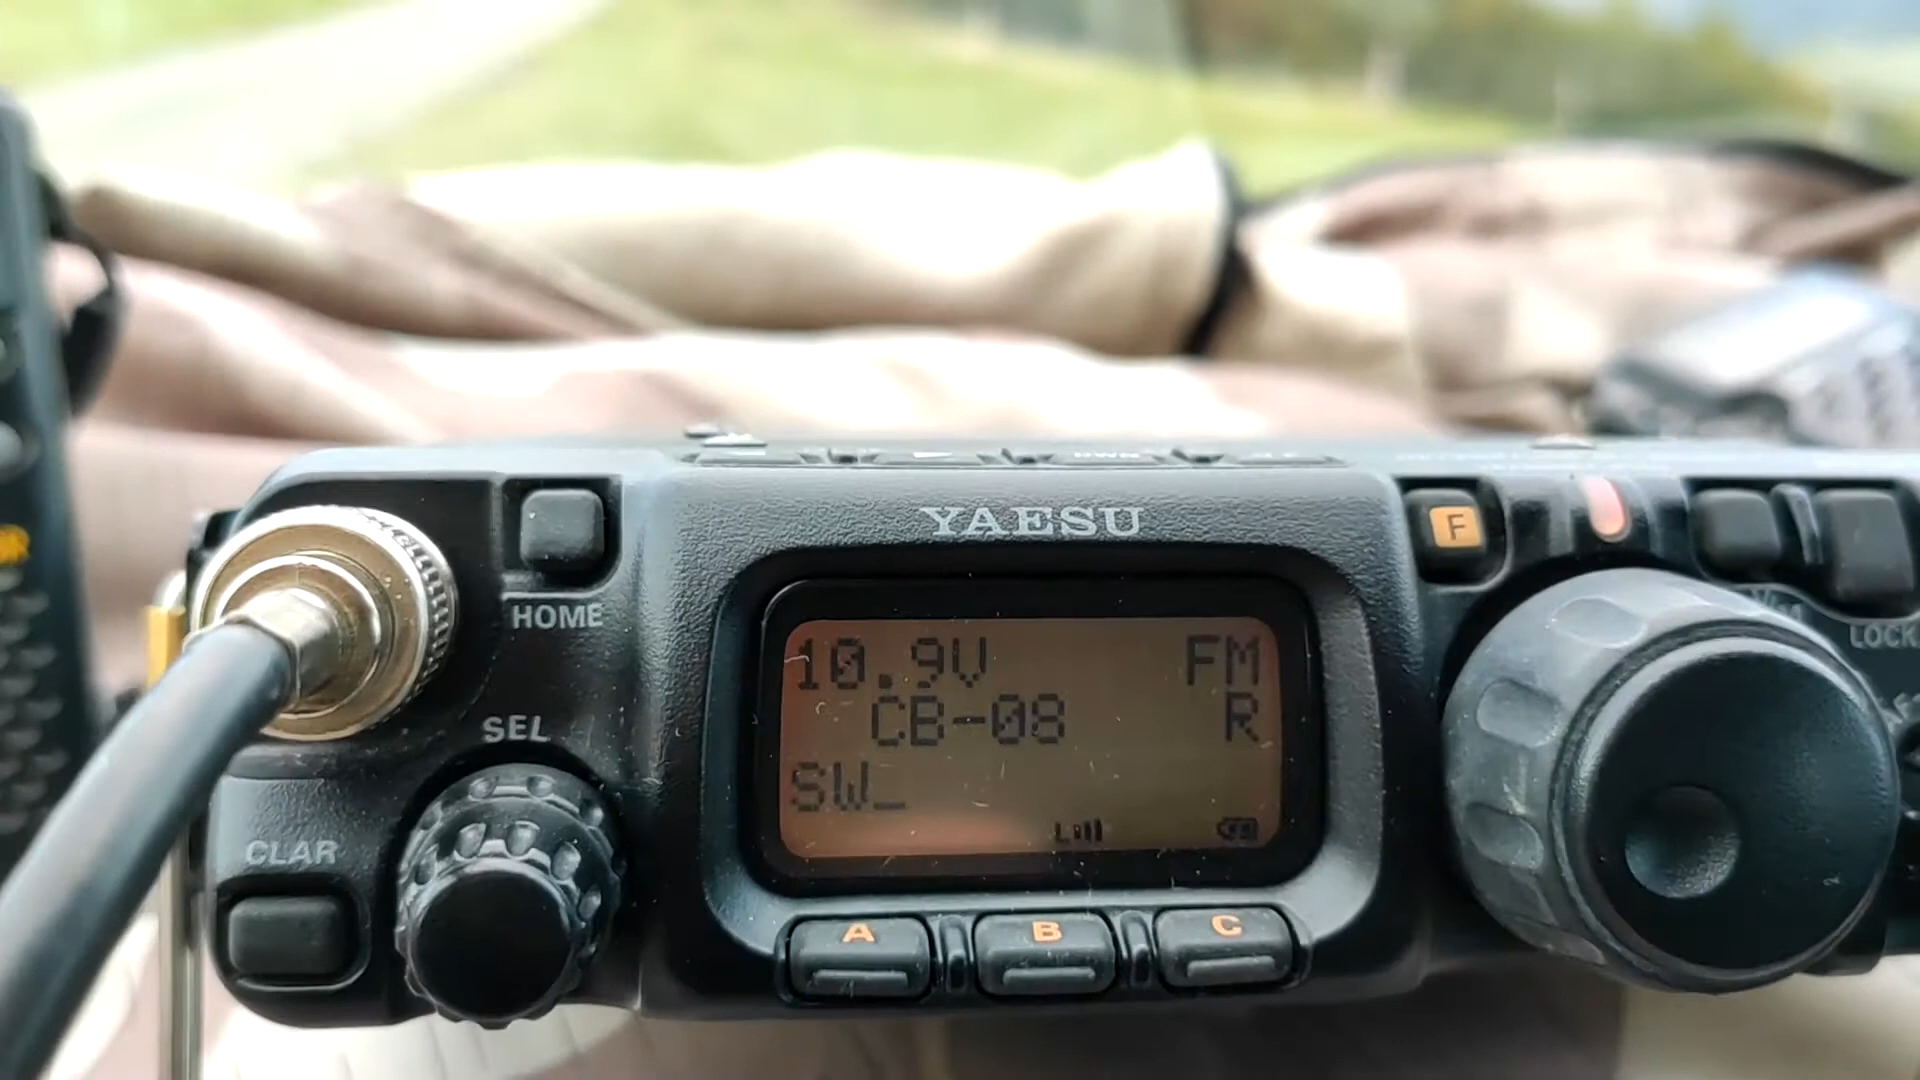 YAESU
F
HOME
LOCK
10.9V FM
CB-08 R
SEL
SW_
CLAR
A B C